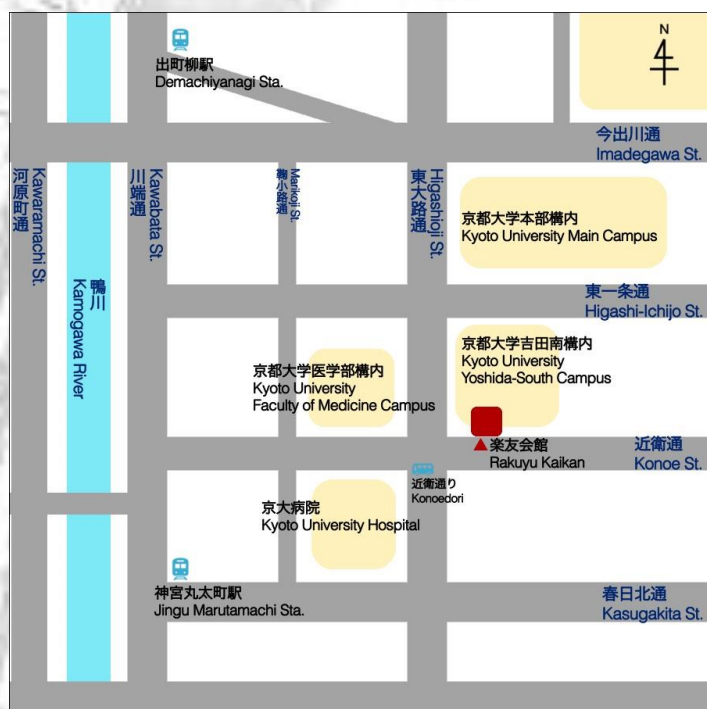 N
出町柳駅
Demachiyanagi Sta.
今出川通
Imadegawa St.
Kawaramachi St.
河原町通
Kawabata St.
川端通
Marikoji St.
鞠小路通
Higashioji St.
東大路通
京都大学本部構内
Kyoto University Main Campus
鴨川
Kamogawa River
東一条通
Higashi-Ichijo St.
京都大学医学部構内
Kyoto University
Faculty of Medicine Campus
京都大学吉田南構内
Kyoto University
Yoshida-South Campus
楽友会館
Rakuyu Kaikan
近衛通
Konoe St.
近衛通り
Konoedori
京大病院
Kyoto University Hospital
神宮丸太町駅
Jingu Marutamachi Sta.
春日北通
Kasugakita St.